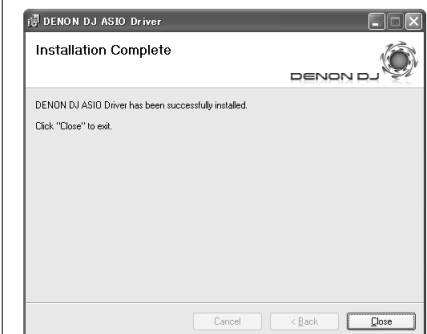 DENON DJ ASIO Driver
Installation Complete
DENON DJ
DENON DJ ASIO Driver has been successfully installed.
Click "Close" to exit.
Cancel < Back Close